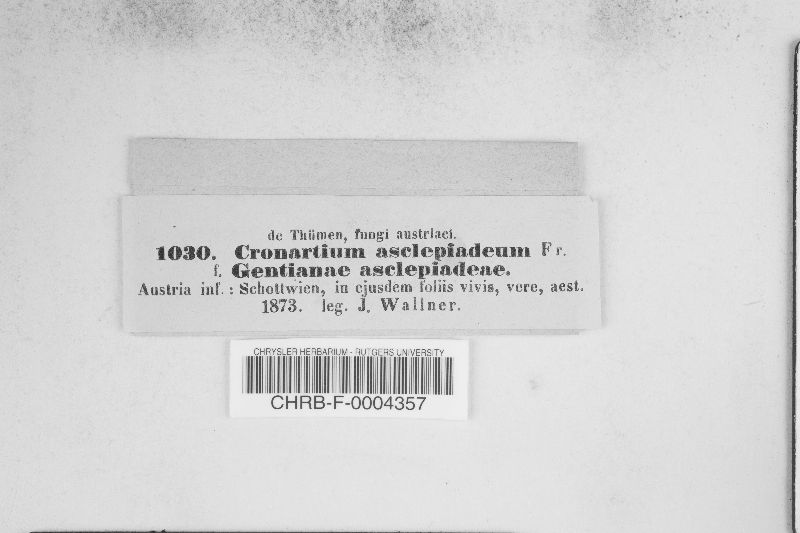 de Thümen, fungi austriaci.
1030. Cronartium asclepiadeum Fr.
f. Gentianae asclepiadeae.
Austria inf.: Schottwien, in ejusdem foliis vivis, vere, aest.
1873. leg. J. Wallner.
CHRYSLER HERBARIUM - RUTGERS UNIVERSITY
CHRB-F-0004357